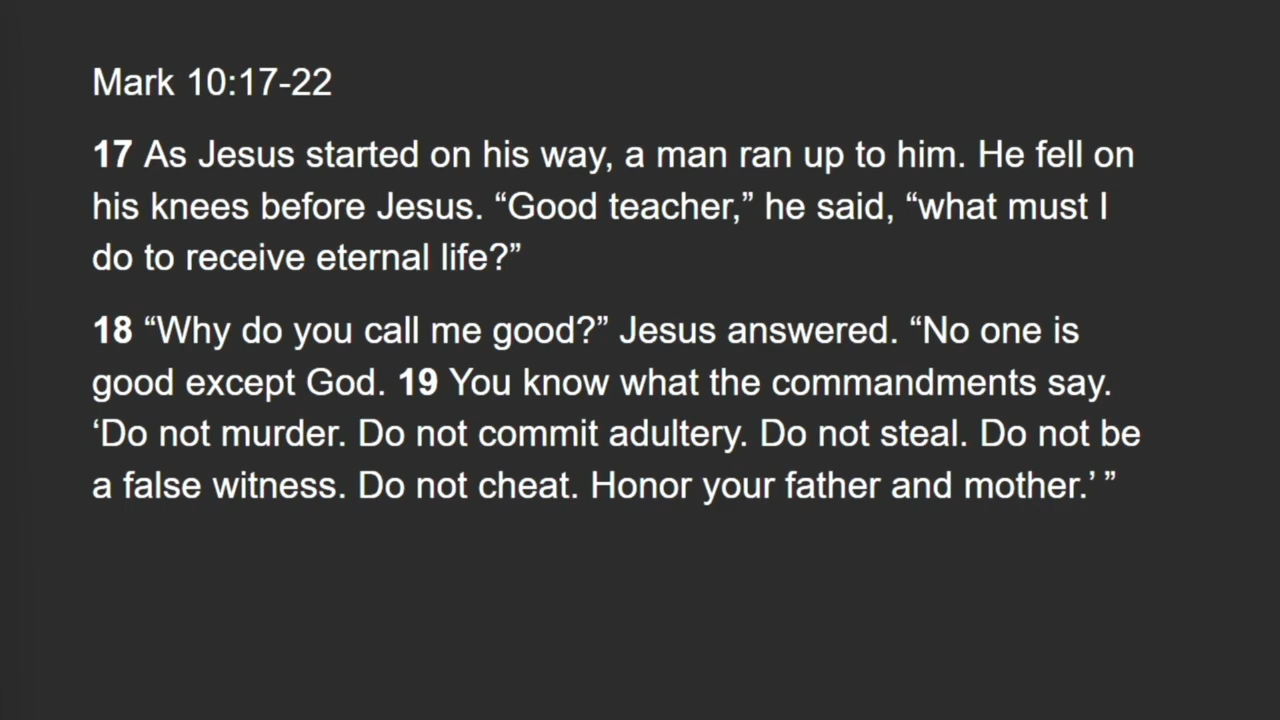 Mark 10:17-22
17 As Jesus started on his way, a man ran up to him. He fell on
his knees before Jesus. “Good teacher,” he said, “what must I
do to receive eternal life?”
18 “Why do you call me good?” Jesus answered. “No one is
good except God. 19 You know what the commandments say.
‘Do not murder. Do not commit adultery. Do not steal. Do not be
a false witness. Do not cheat. Honor your father and mother.’ ”